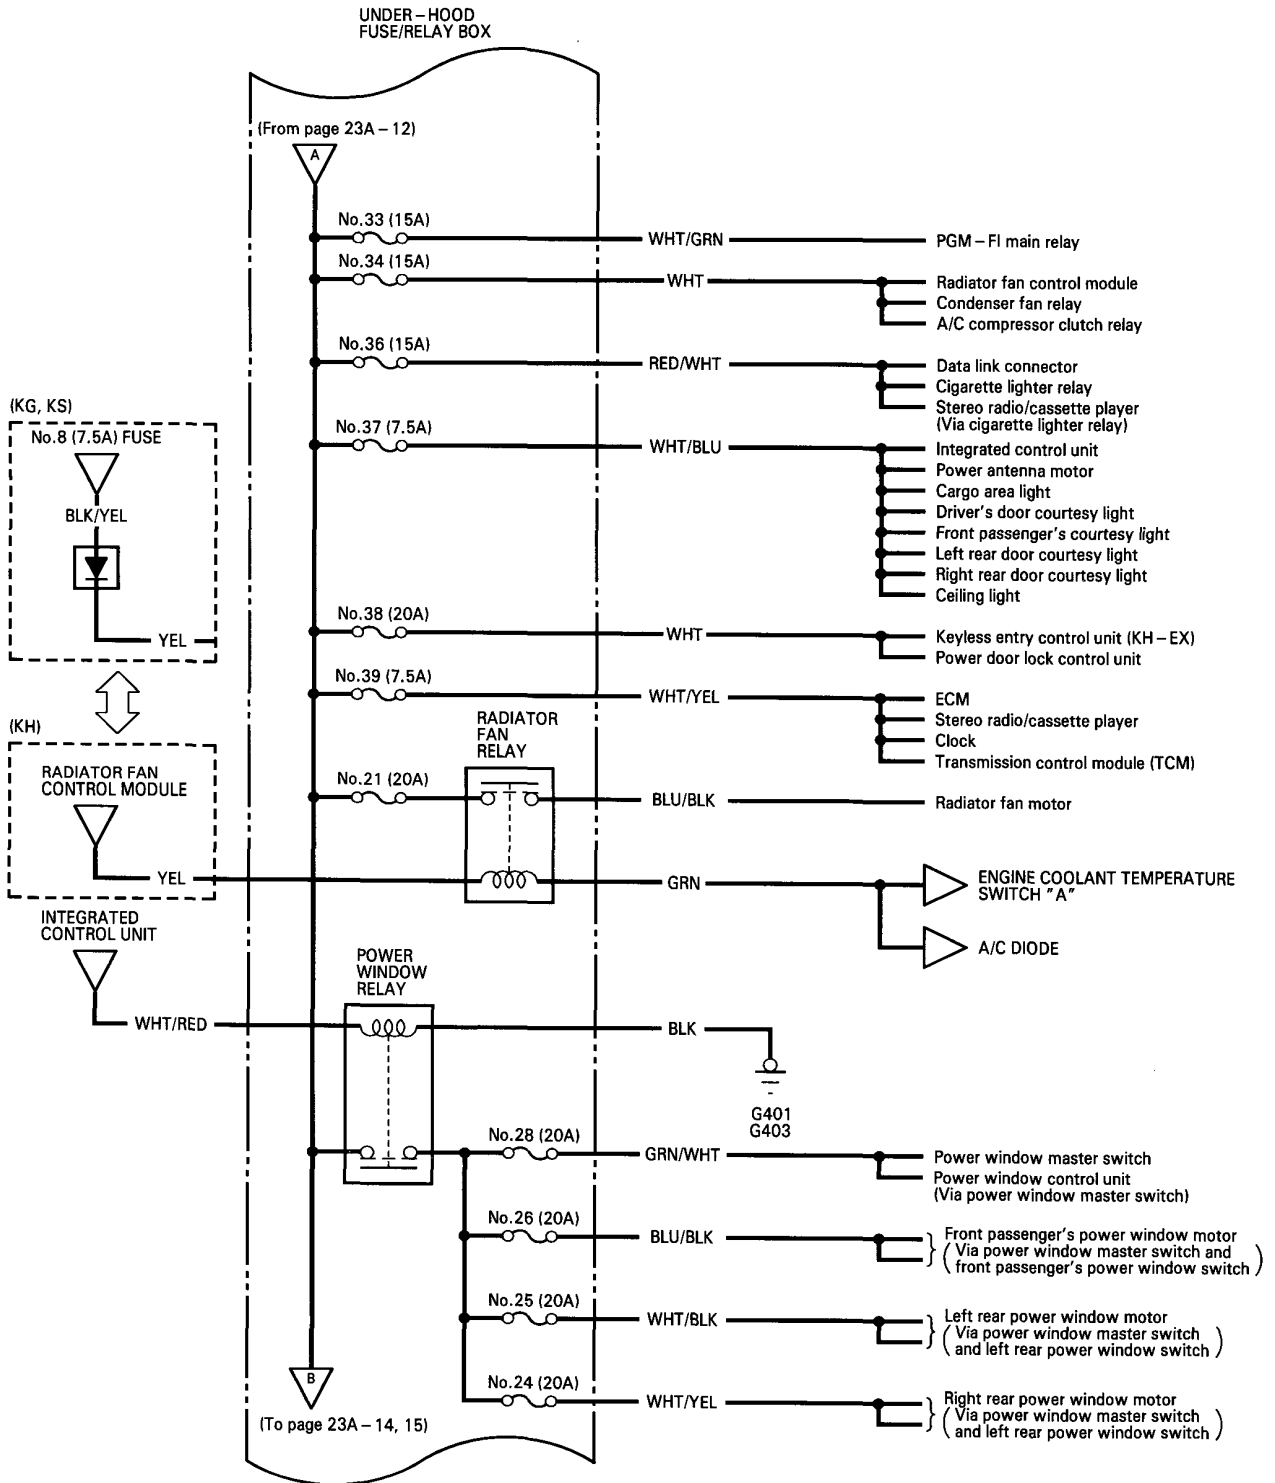 UNDER–HOOD
FUSE/RELAY BOX
(From page 23A–12)
A
No.33 (15A)
WHT/GRN
PGM–FI main relay
No.34 (15A)
WHT
Radiator fan control module
Condenser fan relay
A/C compressor clutch relay
No.36 (15A)
RED/WHT
Data link connector
Cigarette lighter relay
Stereo radio/cassette player
(Via cigarette lighter relay)
(KG, KS)
No.8 (7.5A) FUSE
BLK/YEL
YEL
No.37 (7.5A)
WHT/BLU
Integrated control unit
Power antenna motor
Cargo area light
Driver's door courtesy light
Front passenger's courtesy light
Left rear door courtesy light
Right rear door courtesy light
Ceiling light
No.38 (20A)
WHT
Keyless entry control unit (KH–EX)
Power door lock control unit
No.39 (7.5A)
WHT/YEL
ECM
Stereo radio/cassette player
Clock
Transmission control module (TCM)
(KH)
RADIATOR FAN
CONTROL MODULE
YEL
RADIATOR
FAN
RELAY
No.21 (20A)
BLU/BLK
Radiator fan motor
GRN
ENGINE COOLANT TEMPERATURE
SWITCH "A"
A/C DIODE
INTEGRATED
CONTROL UNIT
WHT/RED
POWER
WINDOW
RELAY
BLK
G401
G403
No.28 (20A)
GRN/WHT
Power window master switch
Power window control unit
(Via power window master switch)
No.26 (20A)
BLU/BLK
Front passenger's power window motor
(Via power window master switch and
front passenger's power window switch)
No.25 (20A)
WHT/BLK
Left rear power window motor
(Via power window master switch
and left rear power window switch)
No.24 (20A)
WHT/YEL
Right rear power window motor
(Via power window master switch
and left rear power window switch)
B
(To page 23A–14, 15)